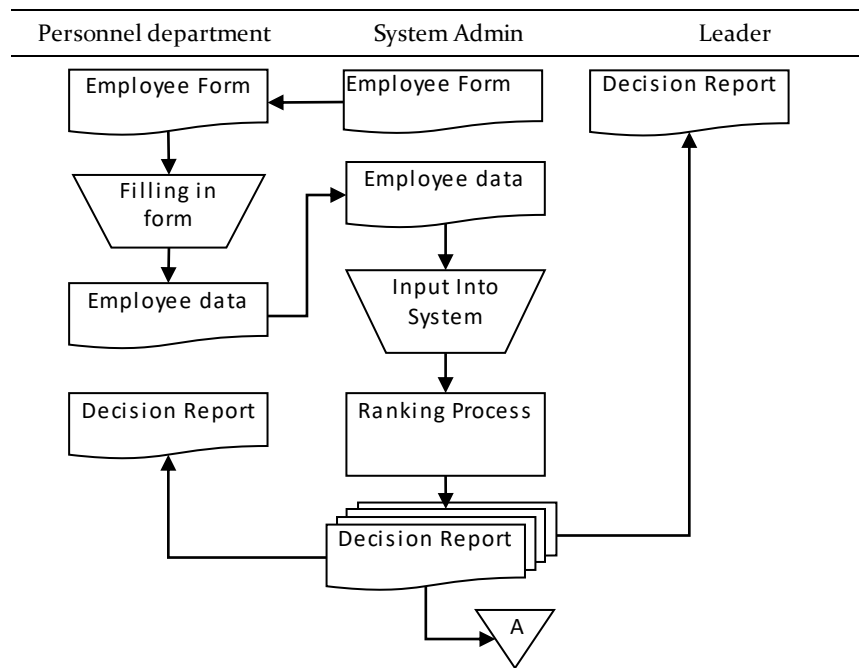 Personnel department System Admin Leader
Employee Form Employee Form Decision Report
Filling in
form
Employee data
Employee data
Input Into
System
Decision Report Ranking Process
Decision Report
A